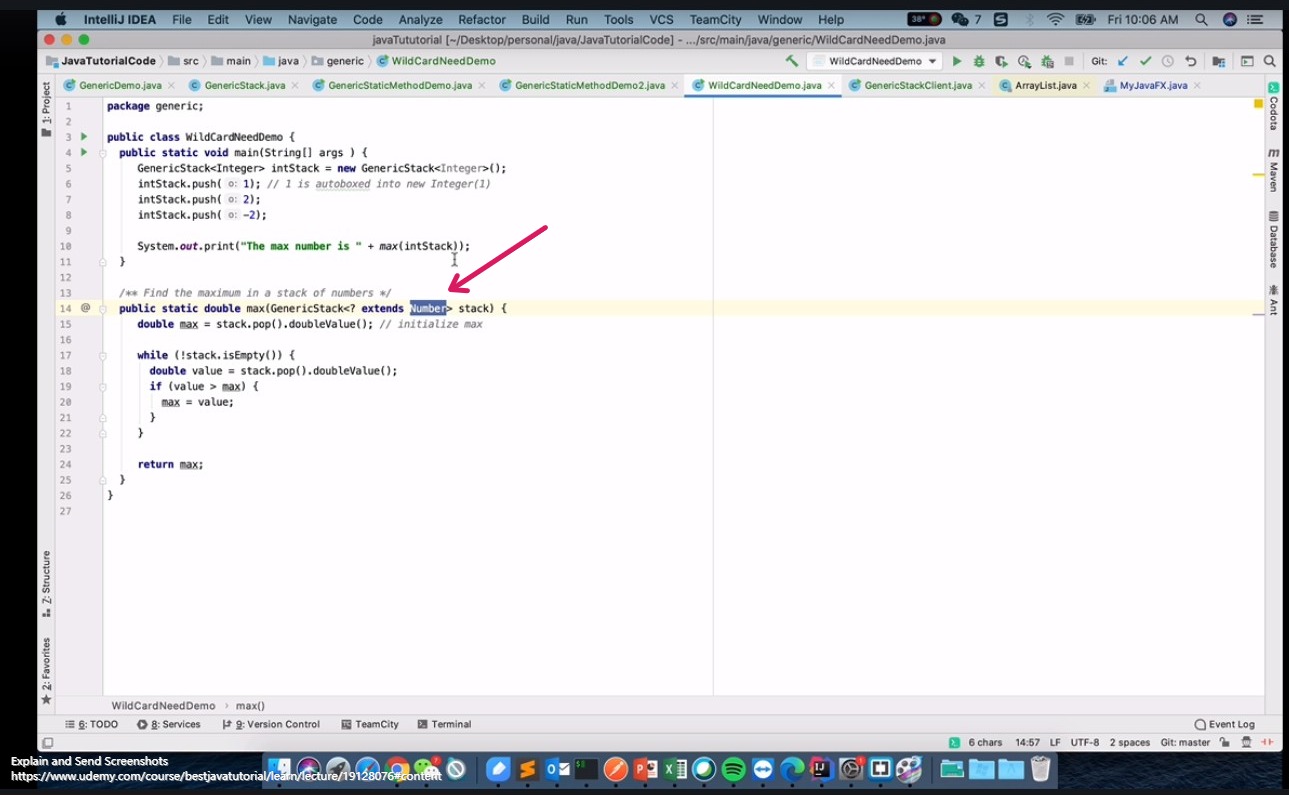 IntelliJ IDEA File Edit View Navigate Code Analyze Refactor Build Run Tools VCS TeamCity Window Help 38° 7 Fri 10:06 AM
javaTututorial [~/Desktop/personal/java/JavaTutorialCode] - .../src/main/java/generic/WildCardNeedDemo.java
JavaTutorialCode src main java generic WildCardNeedDemo WildCardNeedDemo Git:
GenericDemo.java GenericStack.java GenericStaticMethodDemo.java GenericStaticMethodDemo2.java WildCardNeedDemo.java GenericStackClient.java ArrayList.java MyJavaFX.java
1: Project
Codota
Maven
Database
Ant
1 package generic;
2
3 public class WildCardNeedDemo {
4 public static void main(String[] args ) {
5 GenericStack<Integer> intStack = new GenericStack<Integer>();
6 intStack.push( o: 1); // 1 is autoboxed into new Integer(1)
7 intStack.push( o: 2);
8 intStack.push( o: -2);
9
10 System.out.print("The max number is " + max(intStack));
11 }
12
13 /** Find the maximum in a stack of numbers */
14 @ public static double max(GenericStack<? extends Number> stack) {
15 double max = stack.pop().doubleValue(); // initialize max
16
17 while (!stack.isEmpty()) {
18 double value = stack.pop().doubleValue();
19 if (value > max) {
20 max = value;
21 }
22 }
23
24 return max;
25 }
26 }
27
7: Structure
2: Favorites
WildCardNeedDemo max()
6: TODO 8: Services 9: Version Control TeamCity Terminal Event Log
6 chars 14:57 LF UTF-8 2 spaces Git: master
Explain and Send Screenshots
https://www.udemy.com/course/bestjavatutorial/learn/lecture/19128076#content